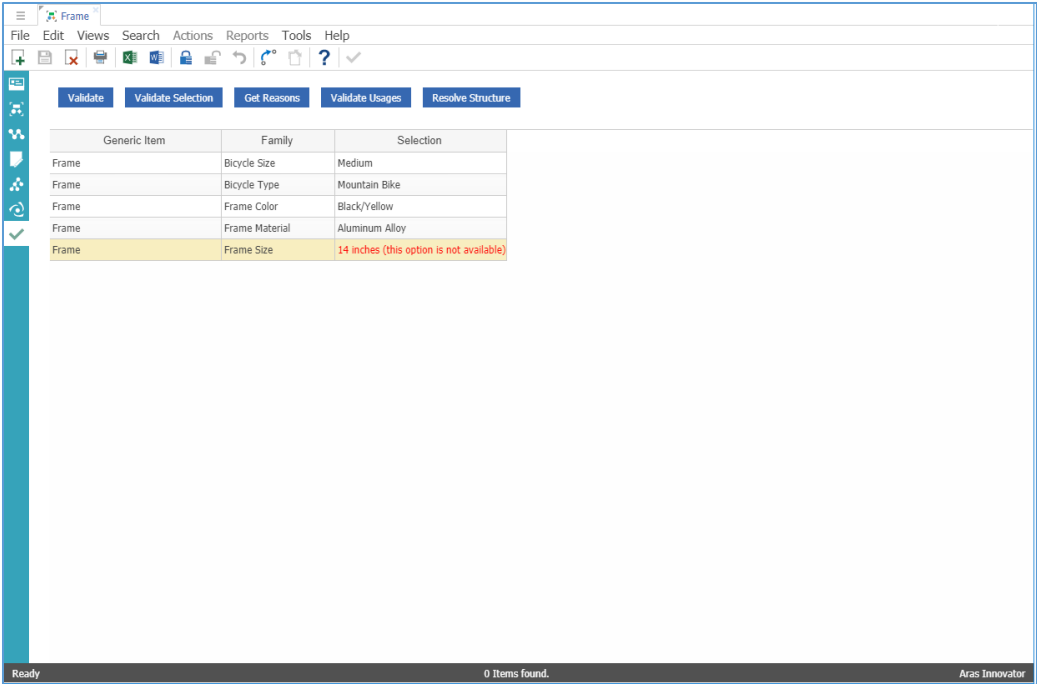 Frame
File Edit Views Search Actions Reports Tools Help
Validate Validate Selection Get Reasons Validate Usages Resolve Structure
Generic Item Family Selection
Frame Bicycle Size Medium
Frame Bicycle Type Mountain Bike
Frame Frame Color Black/Yellow
Frame Frame Material Aluminum Alloy
Frame Frame Size 14 inches (this option is not available)
Ready 0 Items found. Aras Innovator